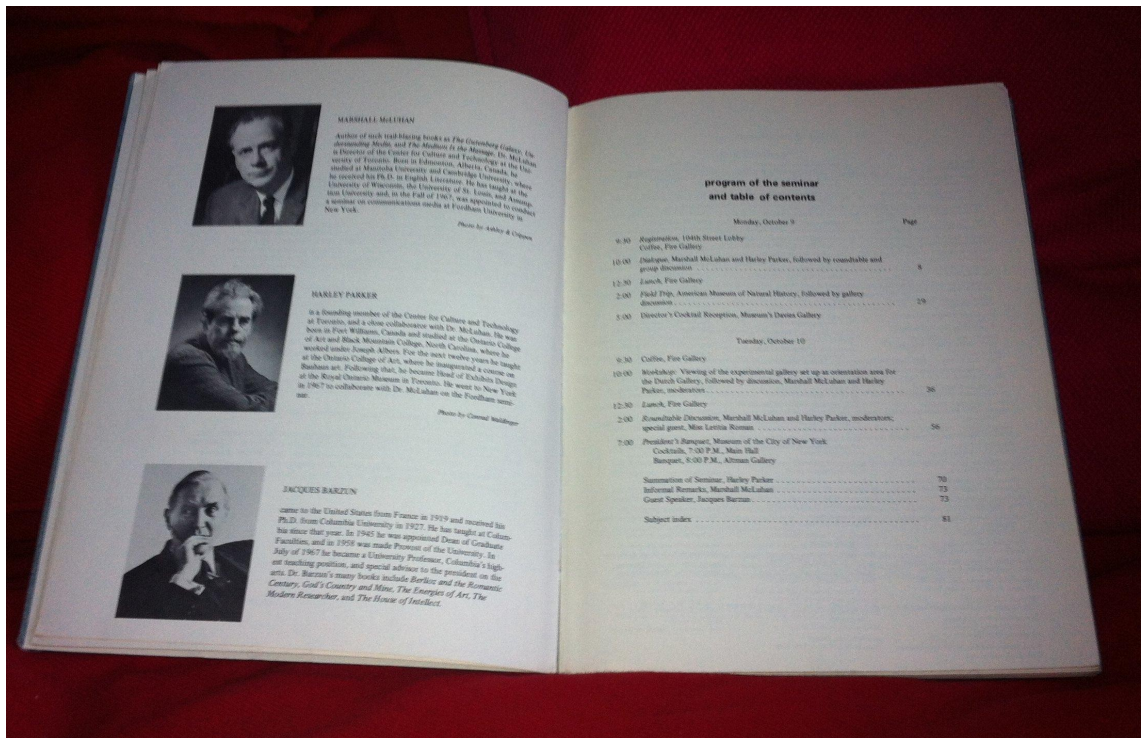 MARSHALL McLUHAN
Author of such trail-blazing books as The Gutenberg Galaxy, Un-
derstanding Media, and The Medium Is the Massage, Dr. McLuhan
is Director of the Center for Culture and Technology at the Uni-
versity of Toronto. Born in Edmonton, Alberta, Canada, he
studied at Manitoba University and Cambridge University, where
he received his Ph.D. in English Literature. He has taught at the
University of Wisconsin, the University of St. Louis, and Assump-
tion University and, in the Fall of 1967, was appointed to conduct
a seminar on communications media at Fordham University in
New York.
Photo by Ashley & Crippen
HARLEY PARKER
is a founding member of the Center for Culture and Technology
at Toronto, and a close collaborator with Dr. McLuhan. He was
born in Fort William, Canada and studied at the Ontario College
of Art and Black Mountain College, North Carolina, where he
worked under Joseph Albers. For the next twelve years he taught
at the Ontario College of Art, where he inaugurated a course on
Bauhaus art. Following that, he became Head of Exhibits Design
at the Royal Ontario Museum in Toronto. He went to New York
in 1967 to collaborate with Dr. McLuhan on the Fordham semi-
nar.
Photo by Conrad
JACQUES BARZUN
came to the United States from France in 1919 and received his
Ph.D. from Columbia University in 1927. He has taught at Colum-
bia since that year. In 1945 he was appointed Dean of Graduate
Faculties, and in 1958 was made Provost of the University. In
July of 1967 he became a University Professor, Columbia's high-
est teaching position, and special advisor to the president on the
arts. Dr. Barzun's many books include Berlioz and the Romantic
Century, God's Country and Mine, The Energies of Art, The
Modern Researcher, and The House of Intellect.
program of the seminar
and table of contents
Monday, October 9 Page
9:30 Registration, 104th Street Lobby
Coffee, Fire Gallery
10:00 Dialogue, Marshall McLuhan and Harley Parker, followed by roundtable and
group discussion
12:30 Lunch, Fire Gallery
2:00 Field Trip, American Museum of Natural History, followed by gallery
discussion 29
5:00 Director's Cocktail Reception, Museum's Davies Gallery
Tuesday, October 10
9:30 Coffee, Fire Gallery
10:00 Workshop: Viewing of the experimental gallery set up as orientation area for
the Dutch Gallery, followed by discussion, Marshall McLuhan and Harley
Parker, moderators 36
12:30 Lunch, Fire Gallery
2:00 Roundtable Discussion, Marshall McLuhan and Harley Parker, moderators;
special guest, Miss Letitia Roman 56
7:00 President's Banquet, Museum of the City of New York
Cocktails, 7:00 P.M., Main Hall
Banquet, 8:00 P.M., Altman Gallery
Summation of Seminar, Harley Parker 70
Informal Remarks, Marshall McLuhan 73
Guest Speaker, Jacques Barzun 73
Subject index 81